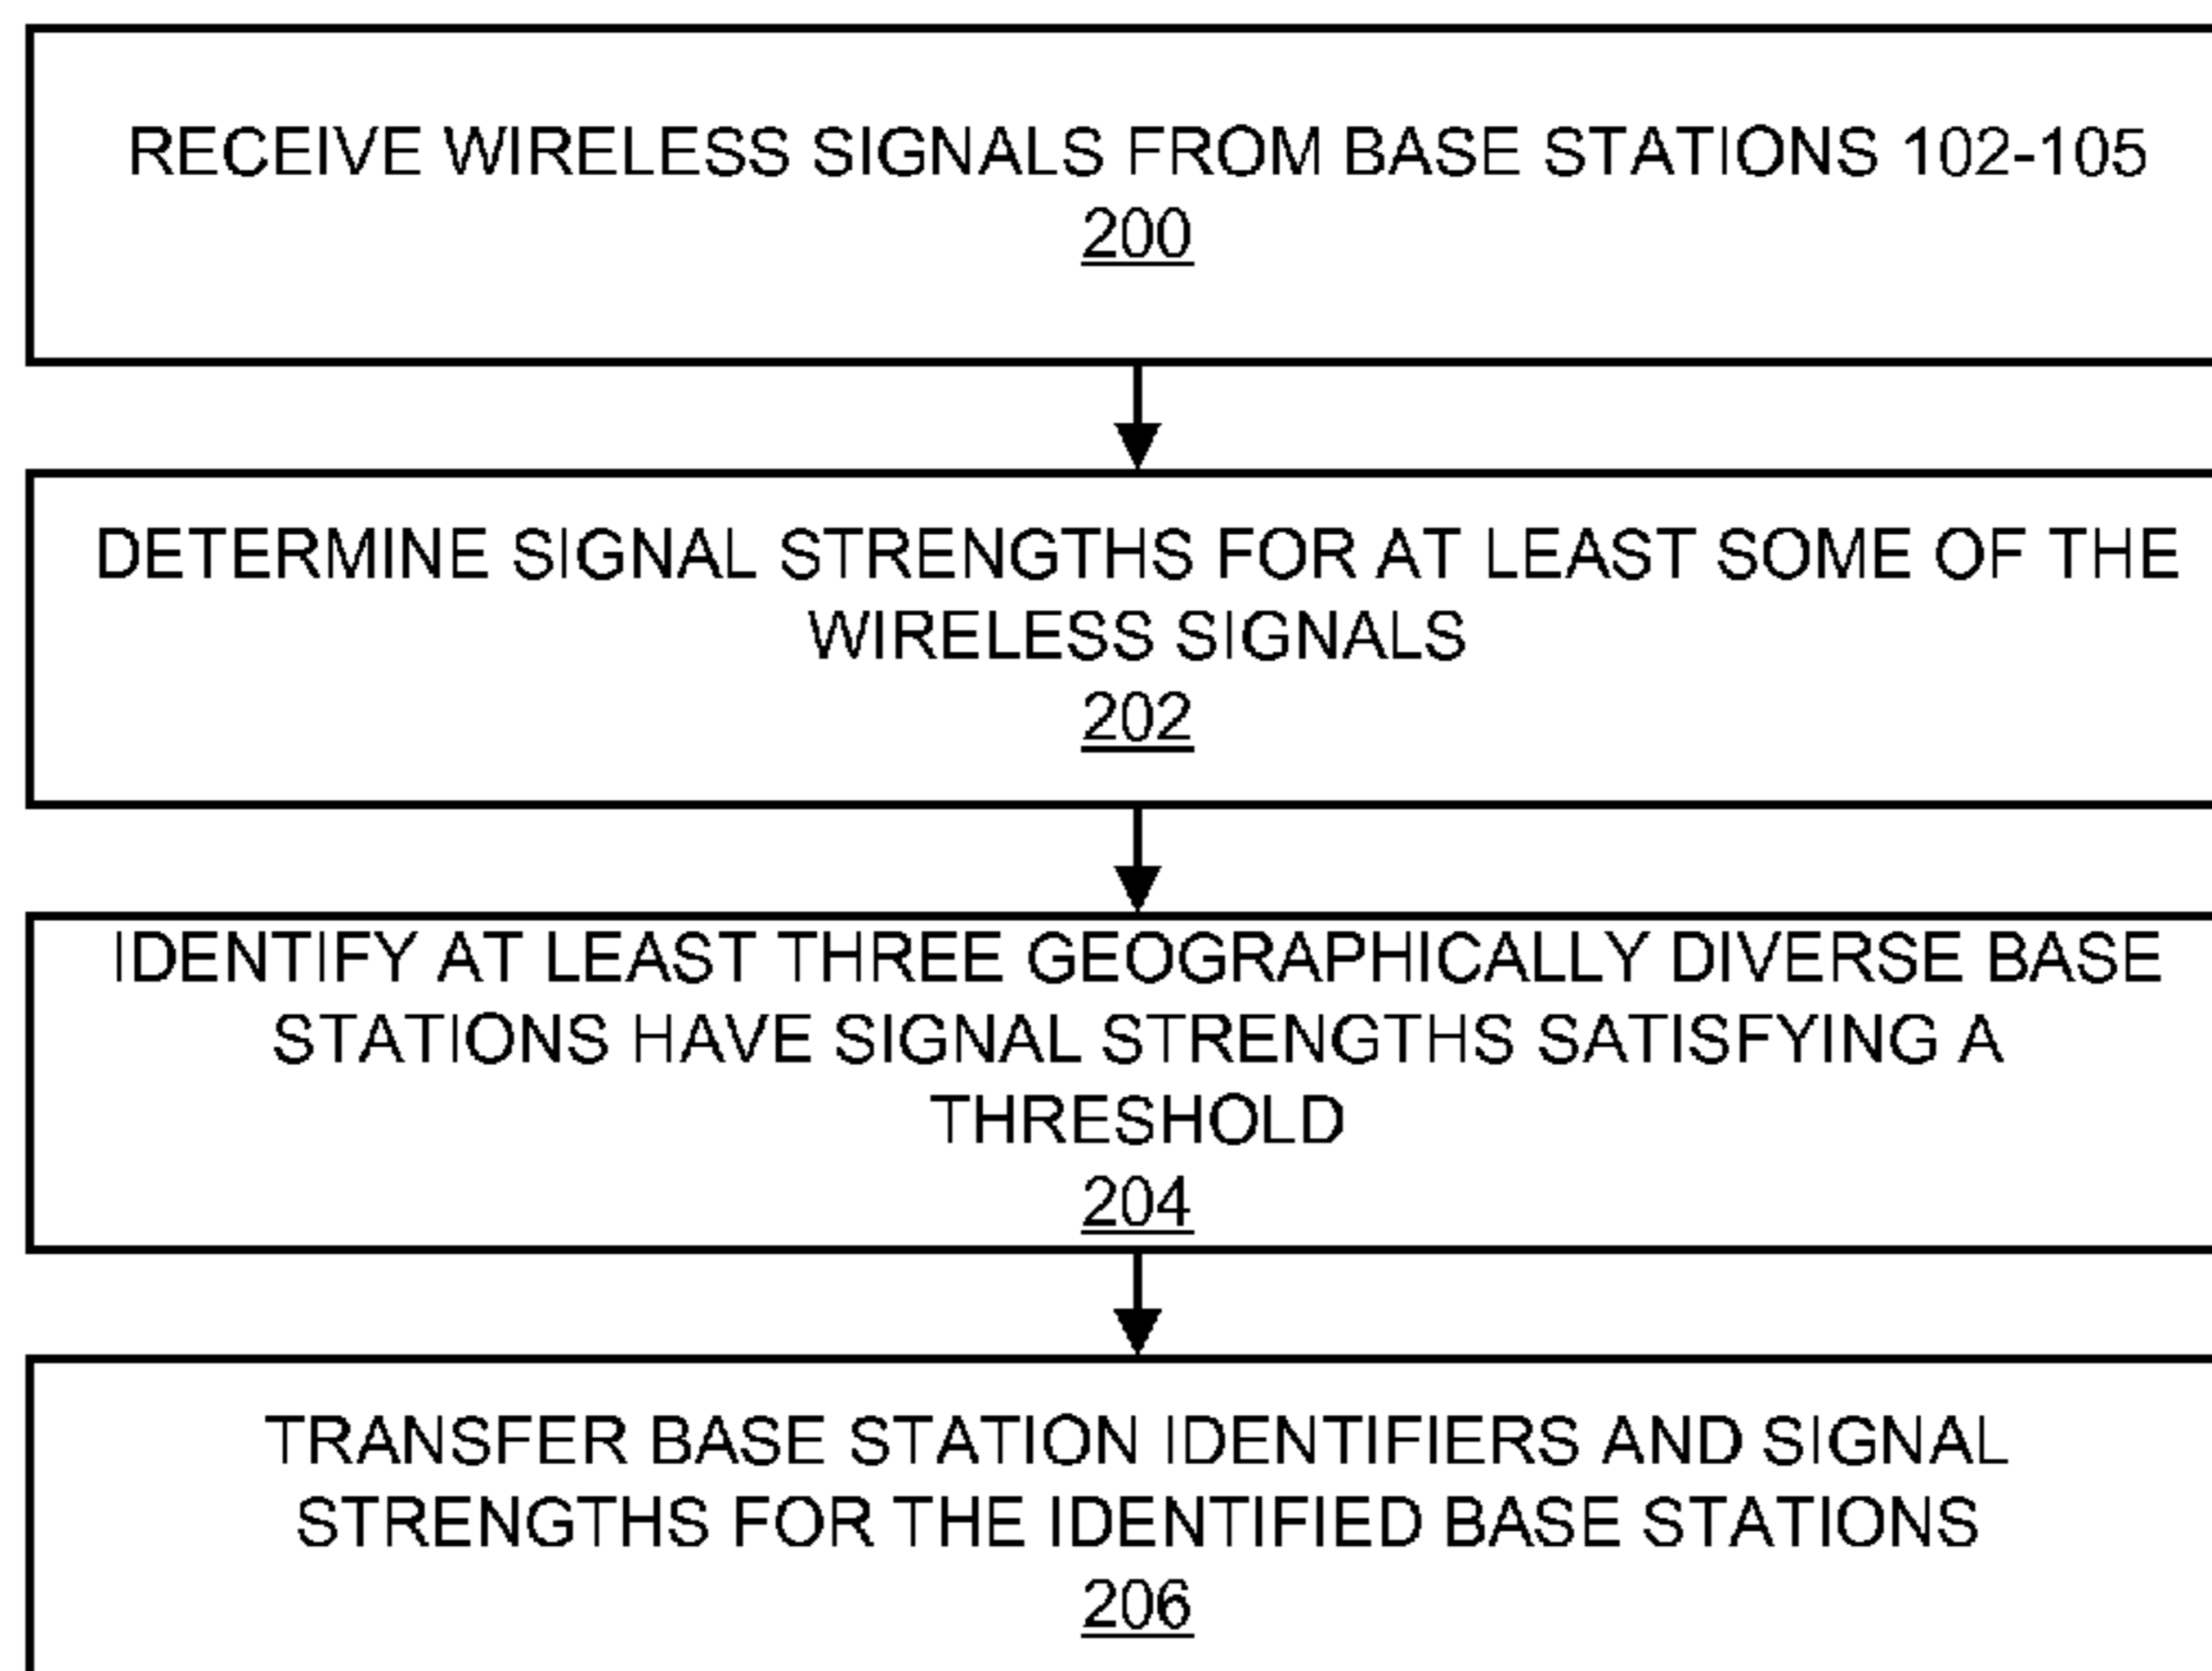 RECEIVE WIRELESS SIGNALS FROM BASE STATIONS 102-105
200
DETERMINE SIGNAL STRENGTHS FOR AT LEAST SOME OF THE
WIRELESS SIGNALS
202
IDENTIFY AT LEAST THREE GEOGRAPHICALLY DIVERSE BASE
STATIONS HAVE SIGNAL STRENGTHS SATISFYING A
THRESHOLD
204
TRANSFER BASE STATION IDENTIFIERS AND SIGNAL
STRENGTHS FOR THE IDENTIFIED BASE STATIONS
206